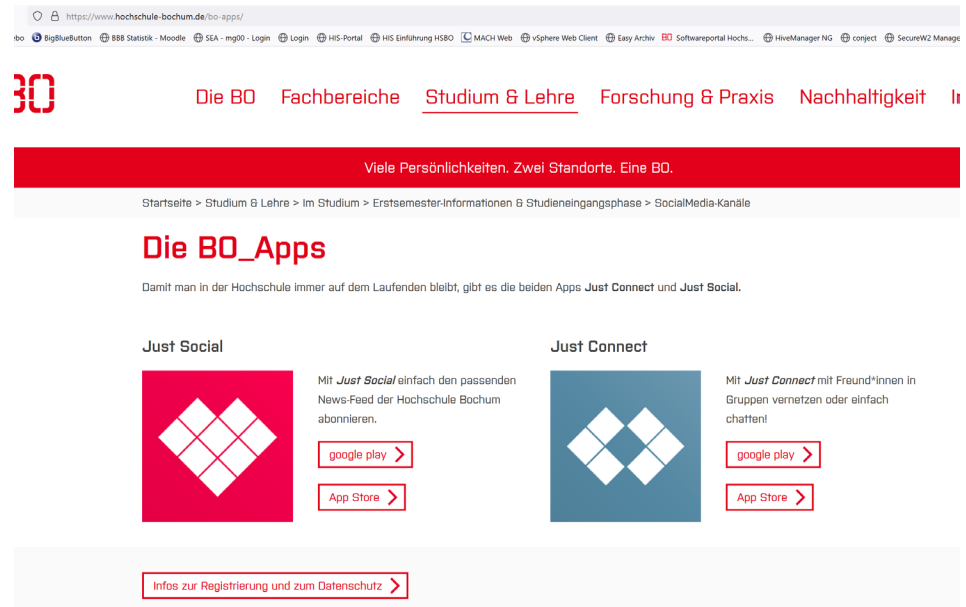 https://www.hochschule-bochum.de/bo-apps/
ebo BigBlueButton BBB Statistik - Moodle SEA - mg00 - Login Login HIS-Portal HIS Einführung HSBO MACH Web vSphere Web Client Easy Archiv BO Softwareportal Hochs... HiveManager NG conject SecureW2 Manage
BO Die BO Fachbereiche Studium & Lehre Forschung & Praxis Nachhaltigkeit In
Viele Persönlichkeiten. Zwei Standorte. Eine BO.
Startseite > Studium & Lehre > Im Studium > Erstsemester-Informationen & Studieneingangsphase > SocialMedia-Kanäle
Die BO_Apps
Damit man in der Hochschule immer auf dem Laufenden bleibt, gibt es die beiden Apps Just Connect und Just Social.
Just Social
Mit Just Social einfach den passenden
News-Feed der Hochschule Bochum
abonnieren.
google play
App Store
Just Connect
Mit Just Connect mit Freund*innen in
Gruppen vernetzen oder einfach
chatten!
google play
App Store
Infos zur Registrierung und zum Datenschutz